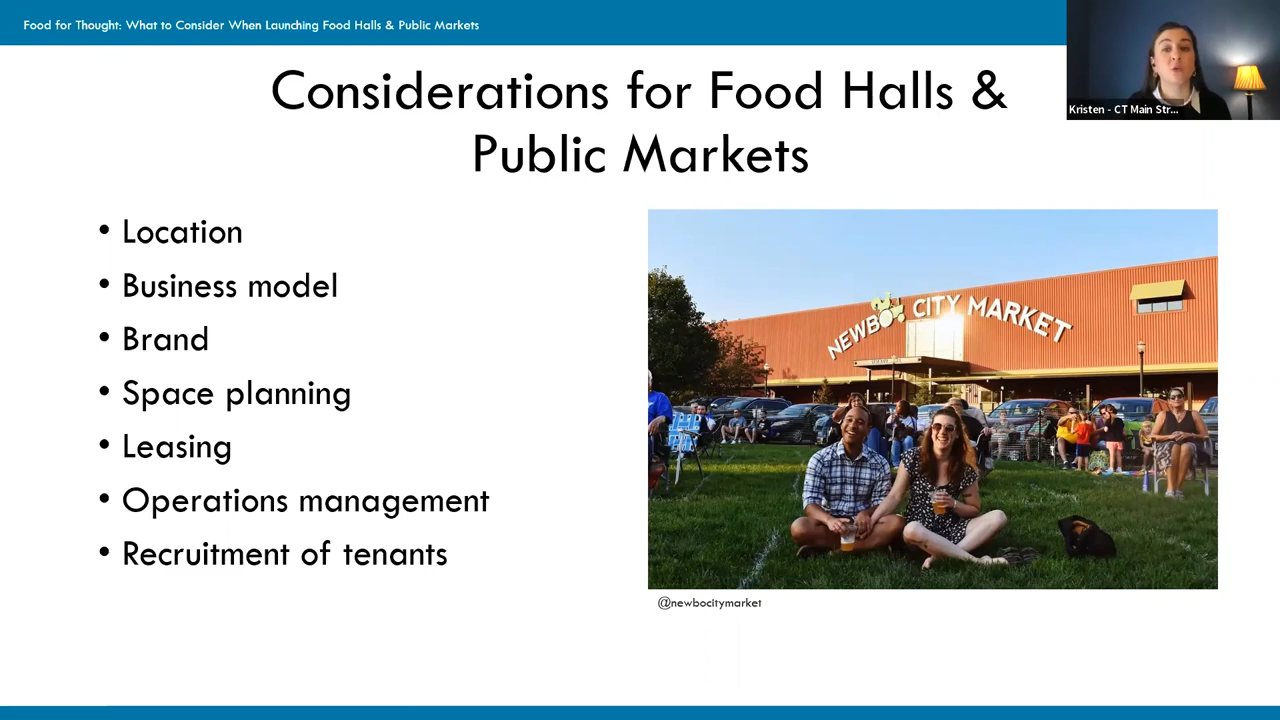 Food for Thought: What to Consider When Launching Food Halls & Public Markets
Kristen - CT Main Str...
Considerations for Food Halls &
Public Markets
• Location
• Business model
• Brand
• Space planning
• Leasing
• Operations management
• Recruitment of tenants
NEWBO CITY MARKET
@newbocitymarket